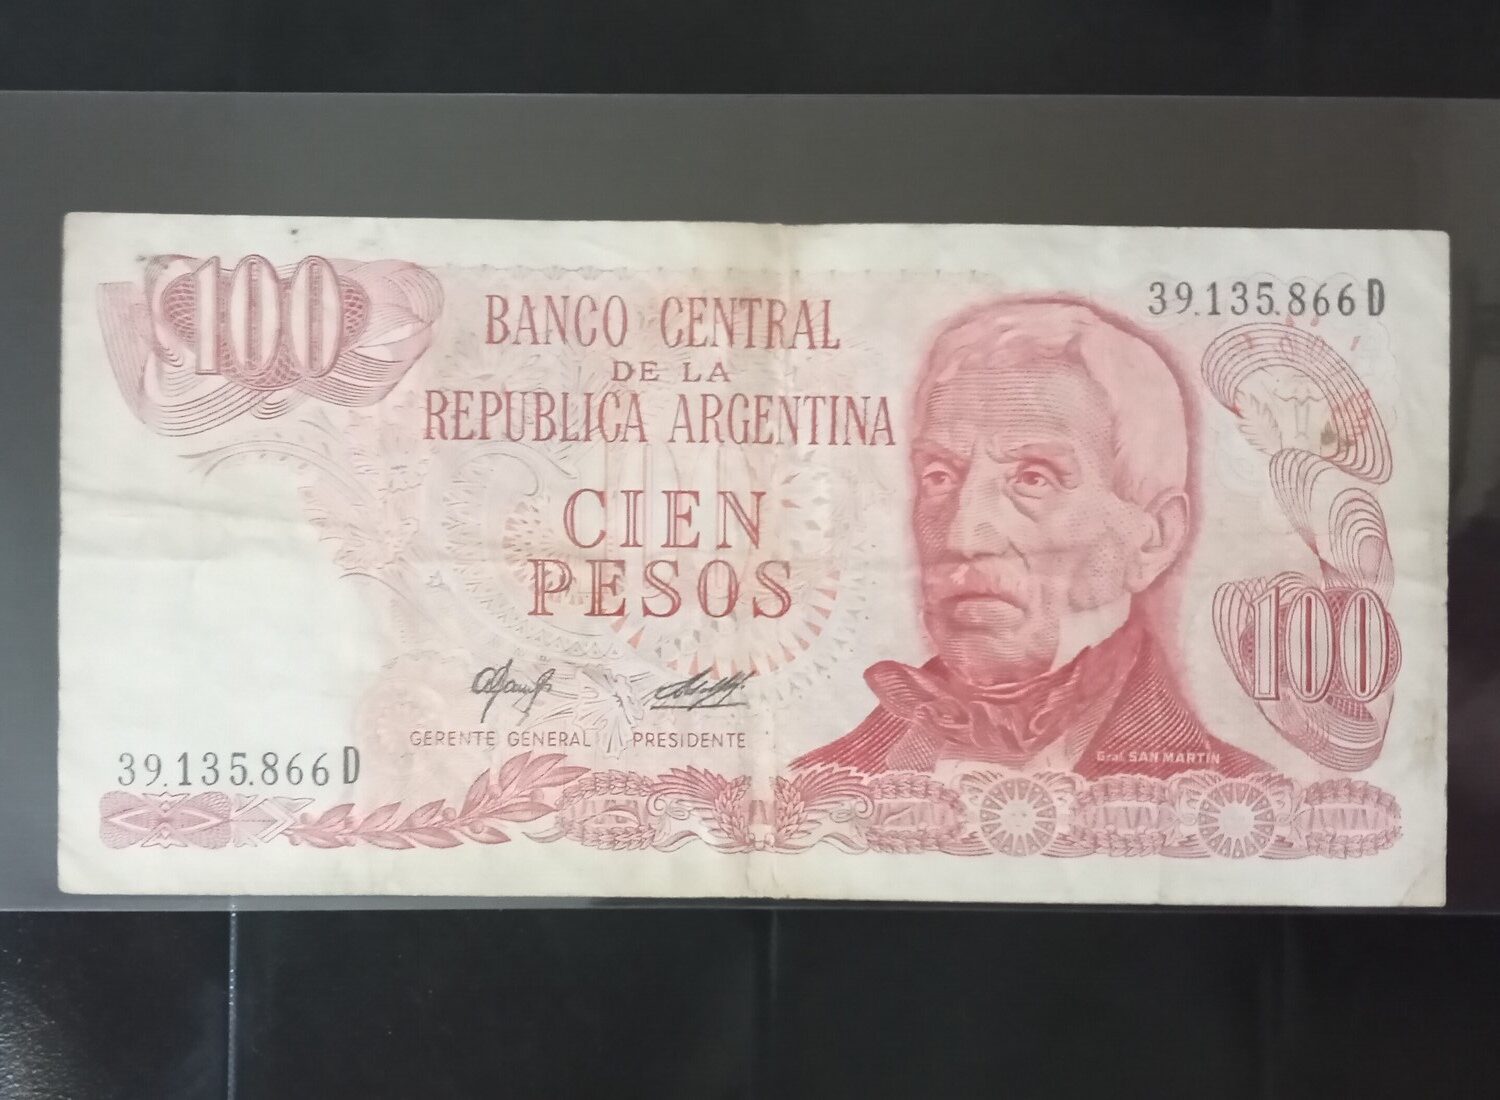 100
BANCO CENTRAL
DE LA
REPUBLICA ARGENTINA
39.135.866 D
CIEN
PESOS
100
GERENTE GENERAL
PRESIDENTE
Gral. SAN MARTIN
39.135.866 D